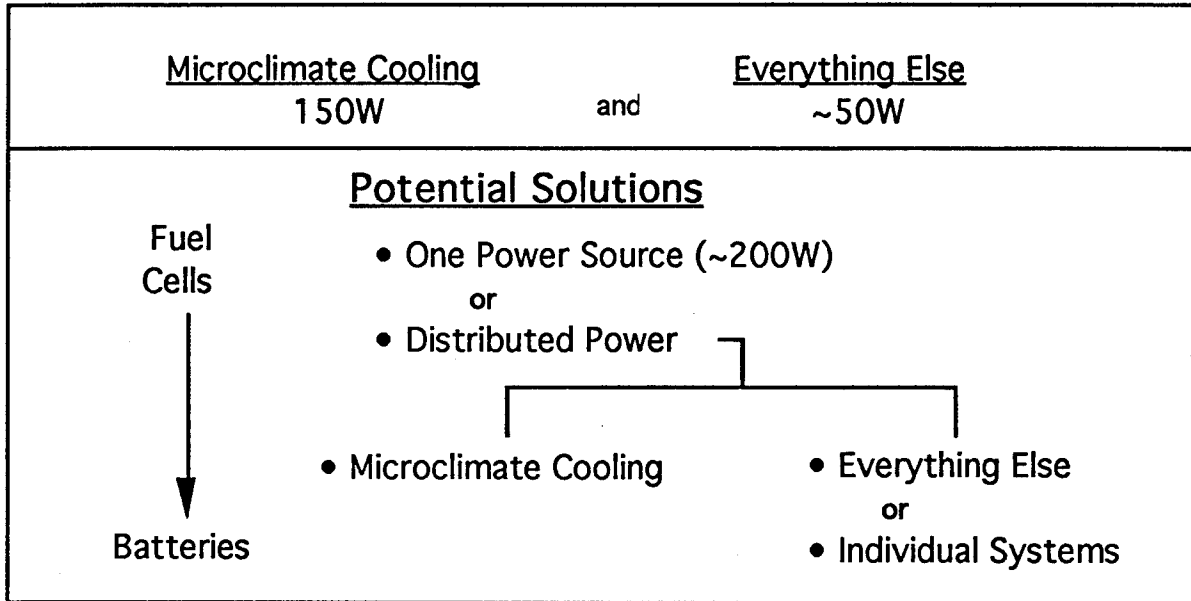 Microclimate Cooling Everything Else
150W and ~50W
Potential Solutions
Fuel
Cells
• One Power Source (~200W)
or
• Distributed Power
• Microclimate Cooling
• Everything Else
or
• Individual Systems
Batteries